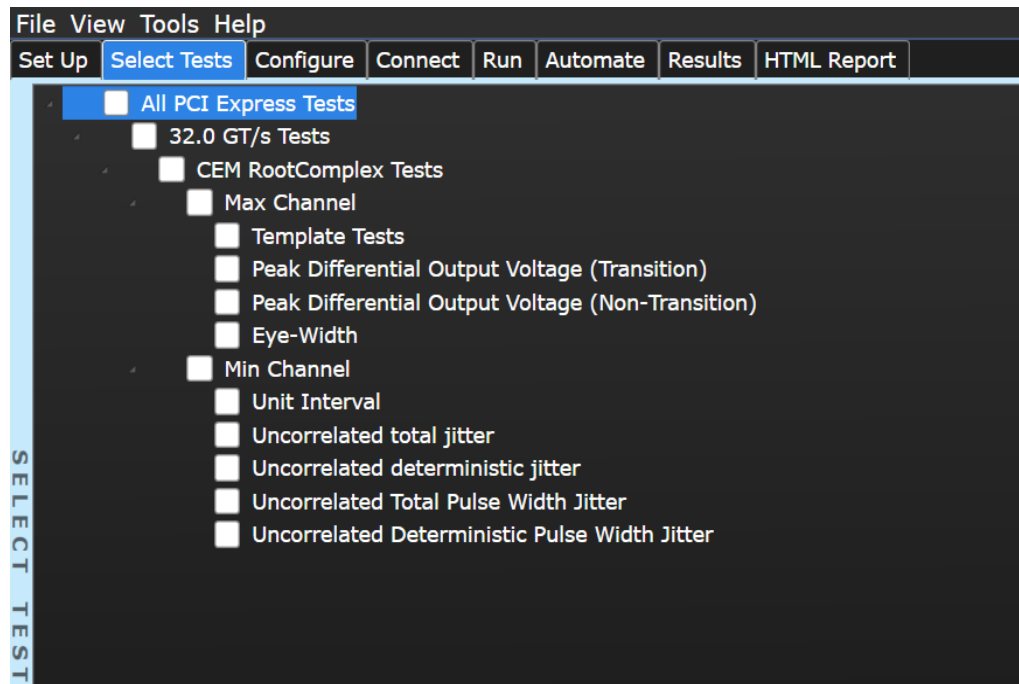 File View Tools Help
Set Up Select Tests Configure Connect Run Automate Results HTML Report
All PCI Express Tests
32.0 GT/s Tests
CEM RootComplex Tests
Max Channel
Template Tests
Peak Differential Output Voltage (Transition)
Peak Differential Output Voltage (Non-Transition)
Eye-Width
Min Channel
Unit Interval
Uncorrelated total jitter
Uncorrelated deterministic jitter
Uncorrelated Total Pulse Width Jitter
Uncorrelated Deterministic Pulse Width Jitter
SELECT TEST